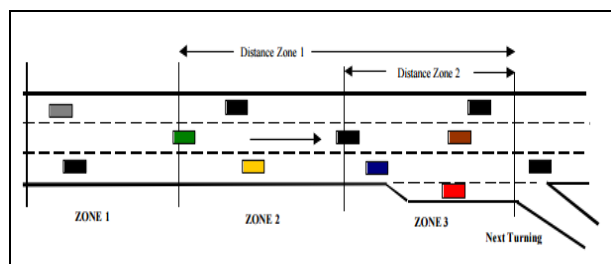 Distance Zone 1
Distance Zone 2
ZONE 1
ZONE 2
ZONE 3
Next Turning